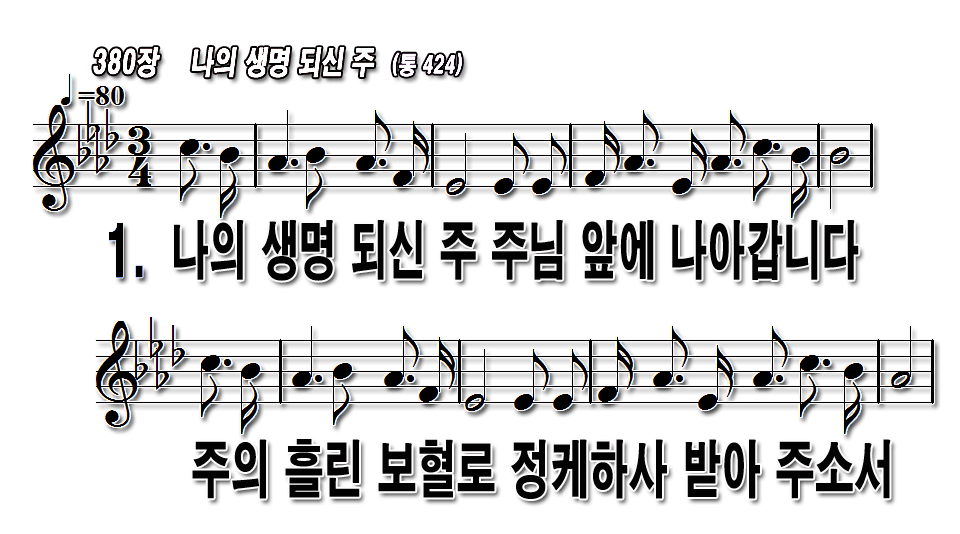 380장 나의 생명 되신 주 (통 424)
♩=80
3
4
1. 나의 생명 되신 주 주님 앞에 나아갑니다
주의 흘린 보혈로 정케하사 받아 주소서